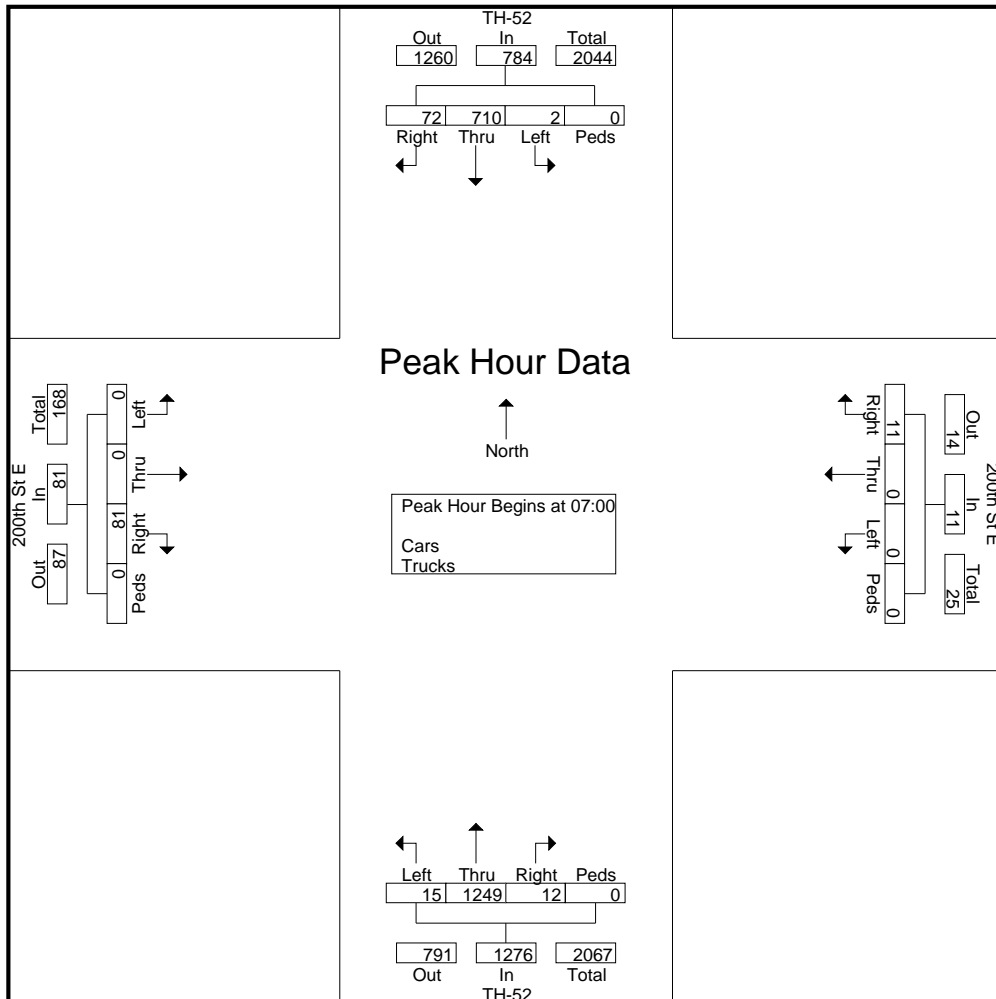 TH-52
Out In Total
1260 784 2044
72 710 2 0
Right Thru Left Peds
Peak Hour Data
North
Peak Hour Begins at 07:00
Cars
Trucks
200th St E
Total In Out
168 81 87
0 0 81 0
Left Thru Right Peds
200th St E
Out In Total
14 11 25
11 0 0 0
Right Thru Left Peds
Left Thru Right Peds
15 1249 12 0
791 1276 2067
Out In Total
TH-52